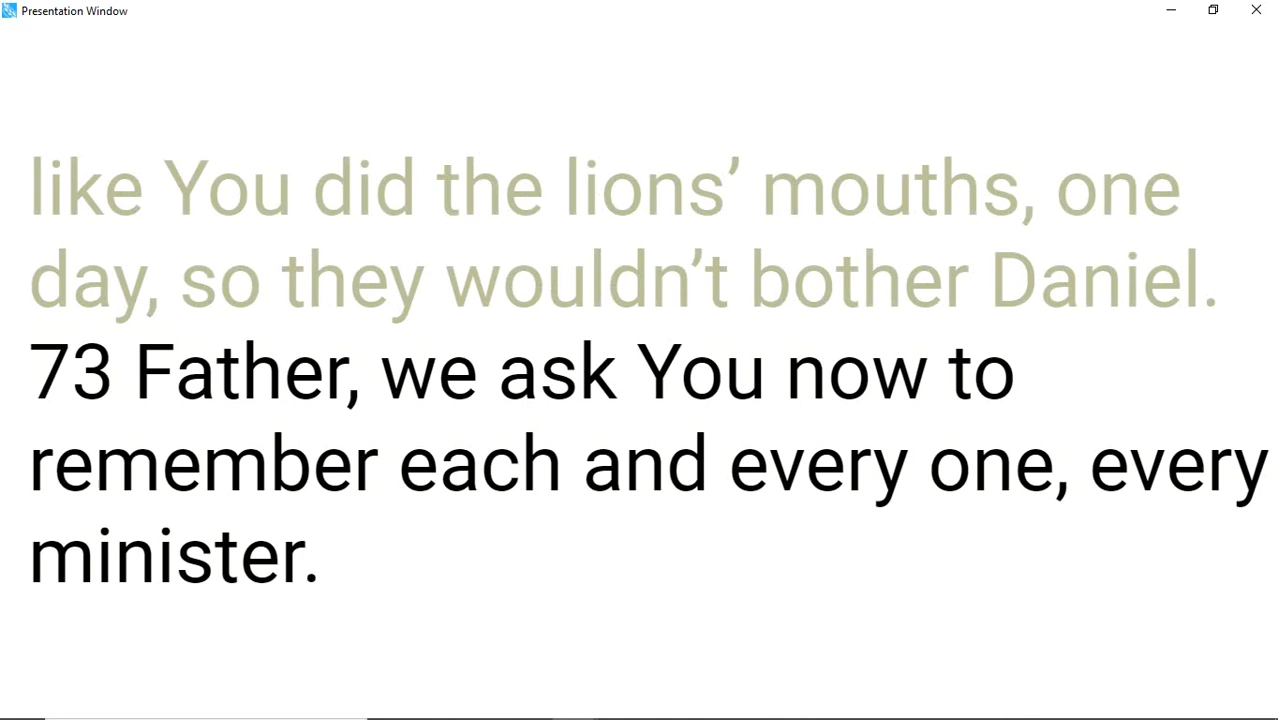 Presentation Window
like You did the lions’ mouths, one
day, so they wouldn’t bother Daniel.
73 Father, we ask You now to
remember each and every one, every
minister.